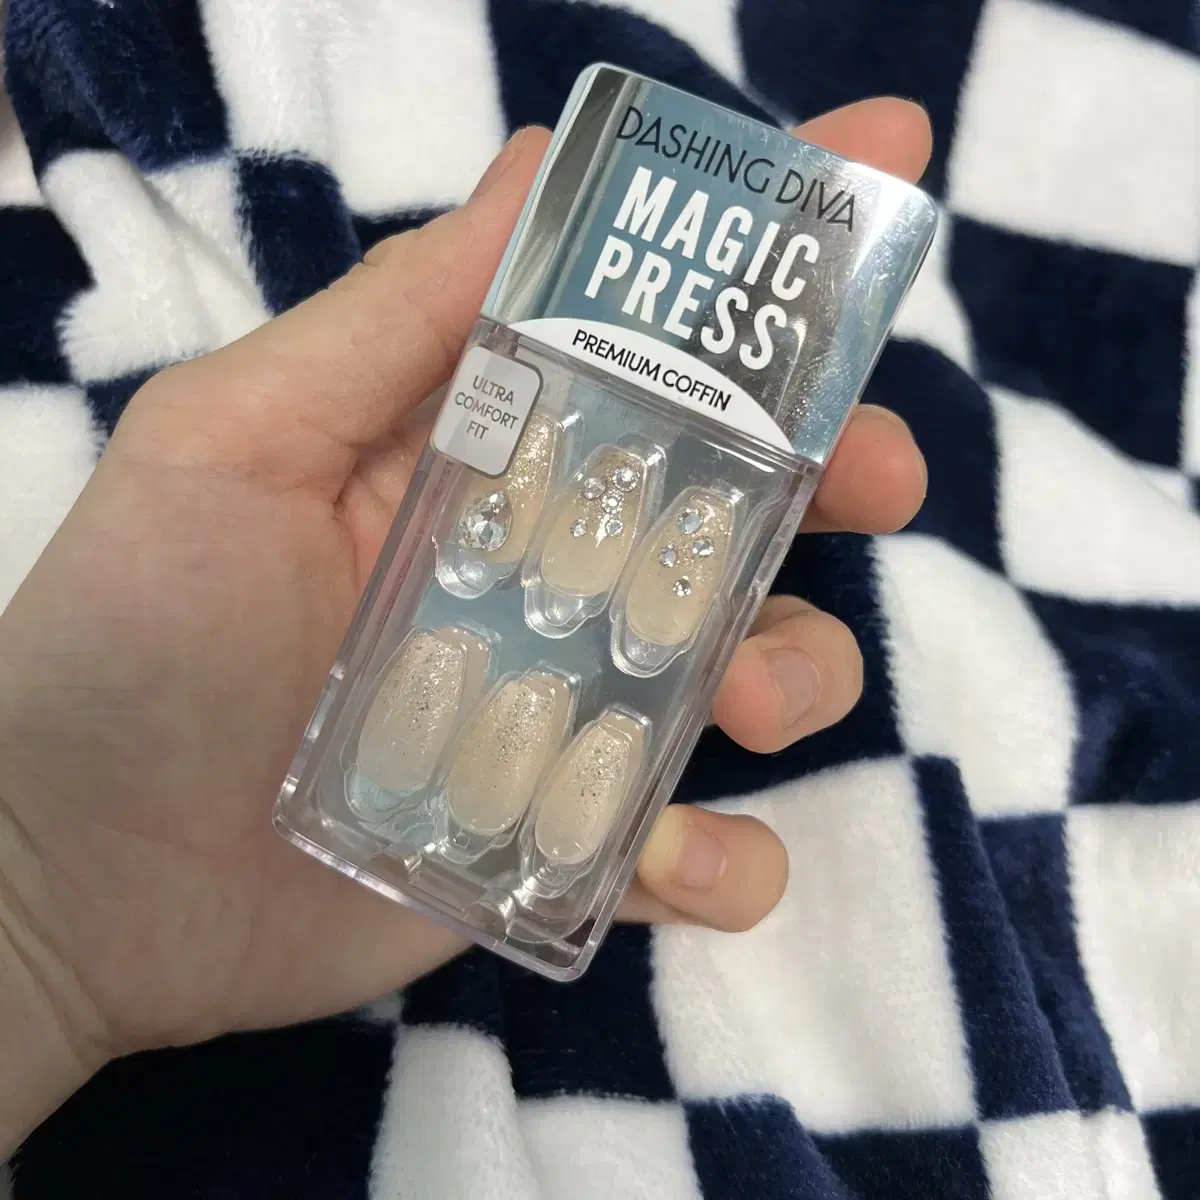 DASHING DIVA
MAGIC
PRESS
PREMIUM COFFIN
ULTRA
COMFORT
FIT